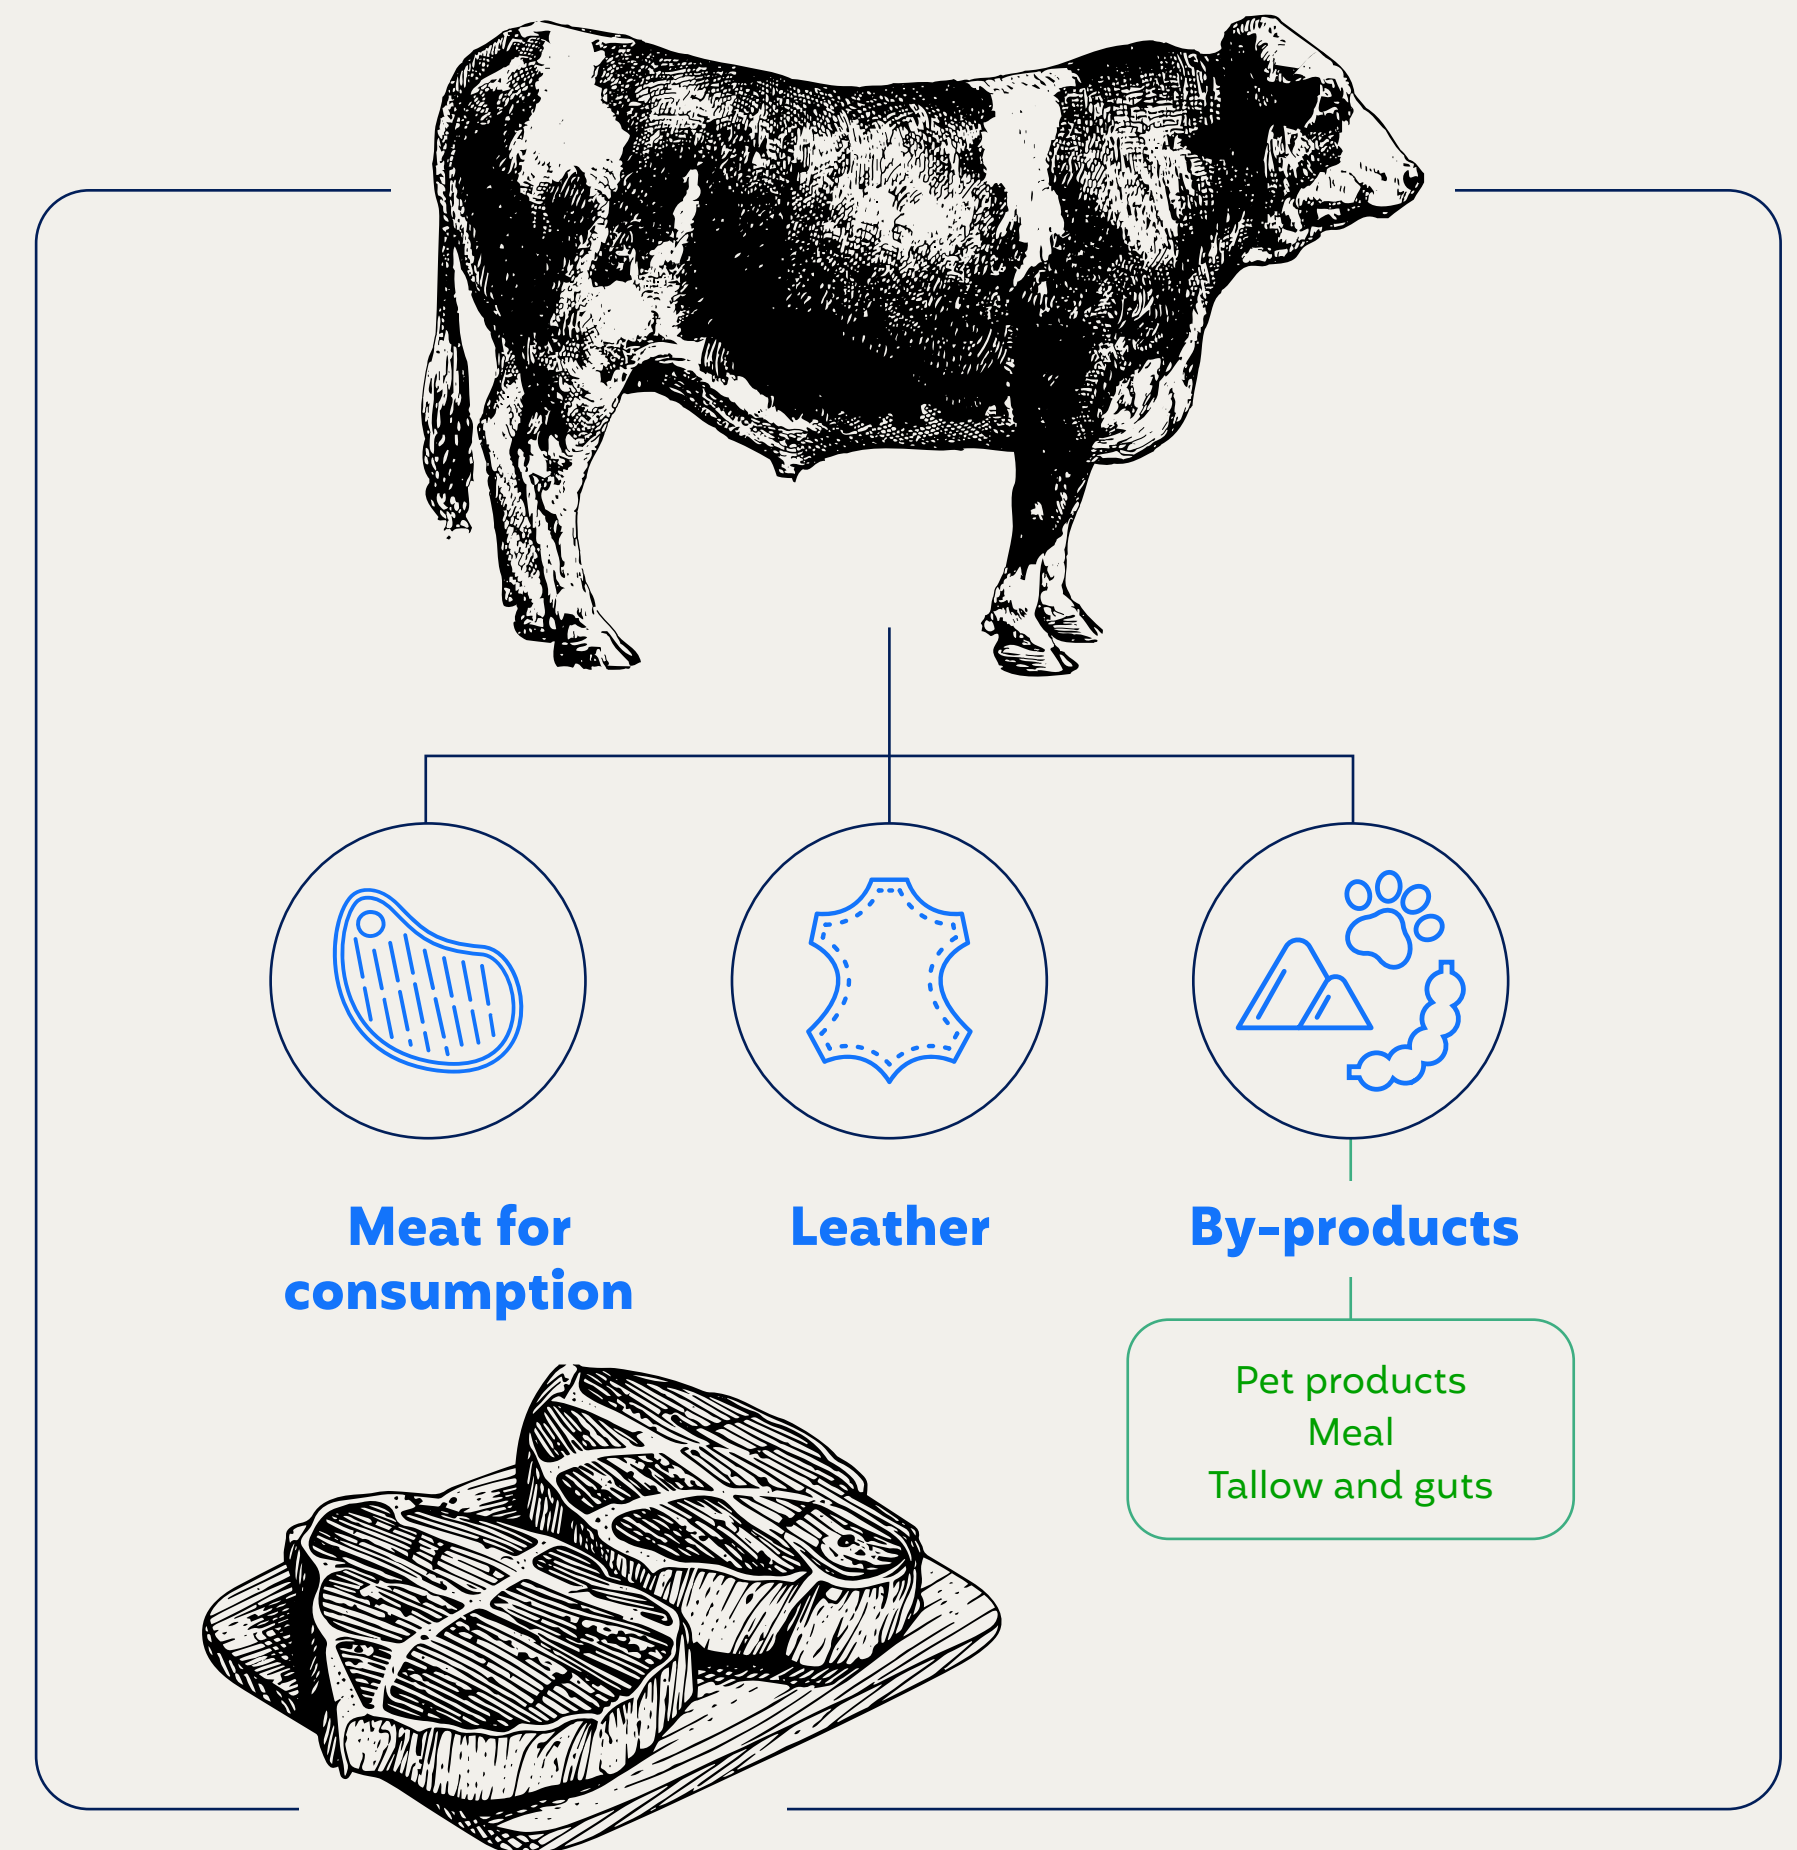 Meat for
consumption
Leather
By-products
Pet products
Meal
Tallow and guts